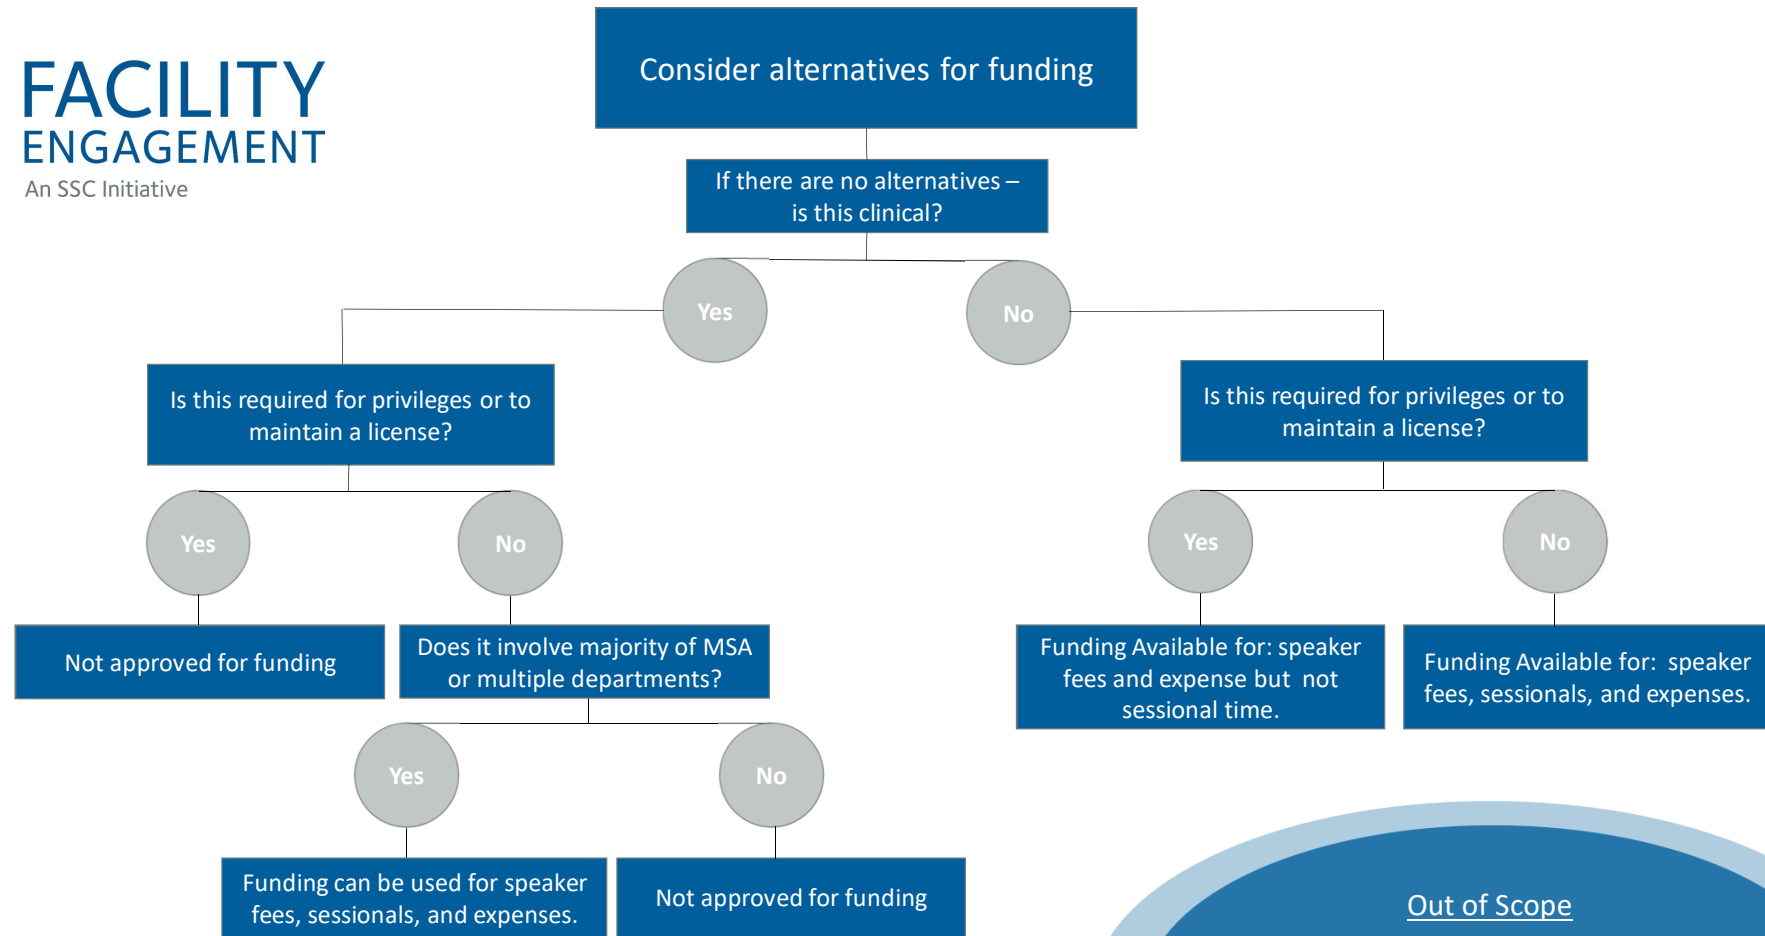 FACILITY
ENGAGEMENT
An SSC Initiative
Consider alternatives for funding
If there are no alternatives –
is this clinical?
Yes
No
Is this required for privileges or to
maintain a license?
Is this required for privileges or to
maintain a license?
Yes
No
Yes
No
Not approved for funding
Does it involve majority of MSA
or multiple departments?
Funding Available for: speaker
fees and expense but not
sessional time.
Funding Available for: speaker
fees, sessionals, and expenses.
Yes
No
Funding can be used for speaker
fees, sessionals, and expenses.
Not approved for funding
Out of Scope